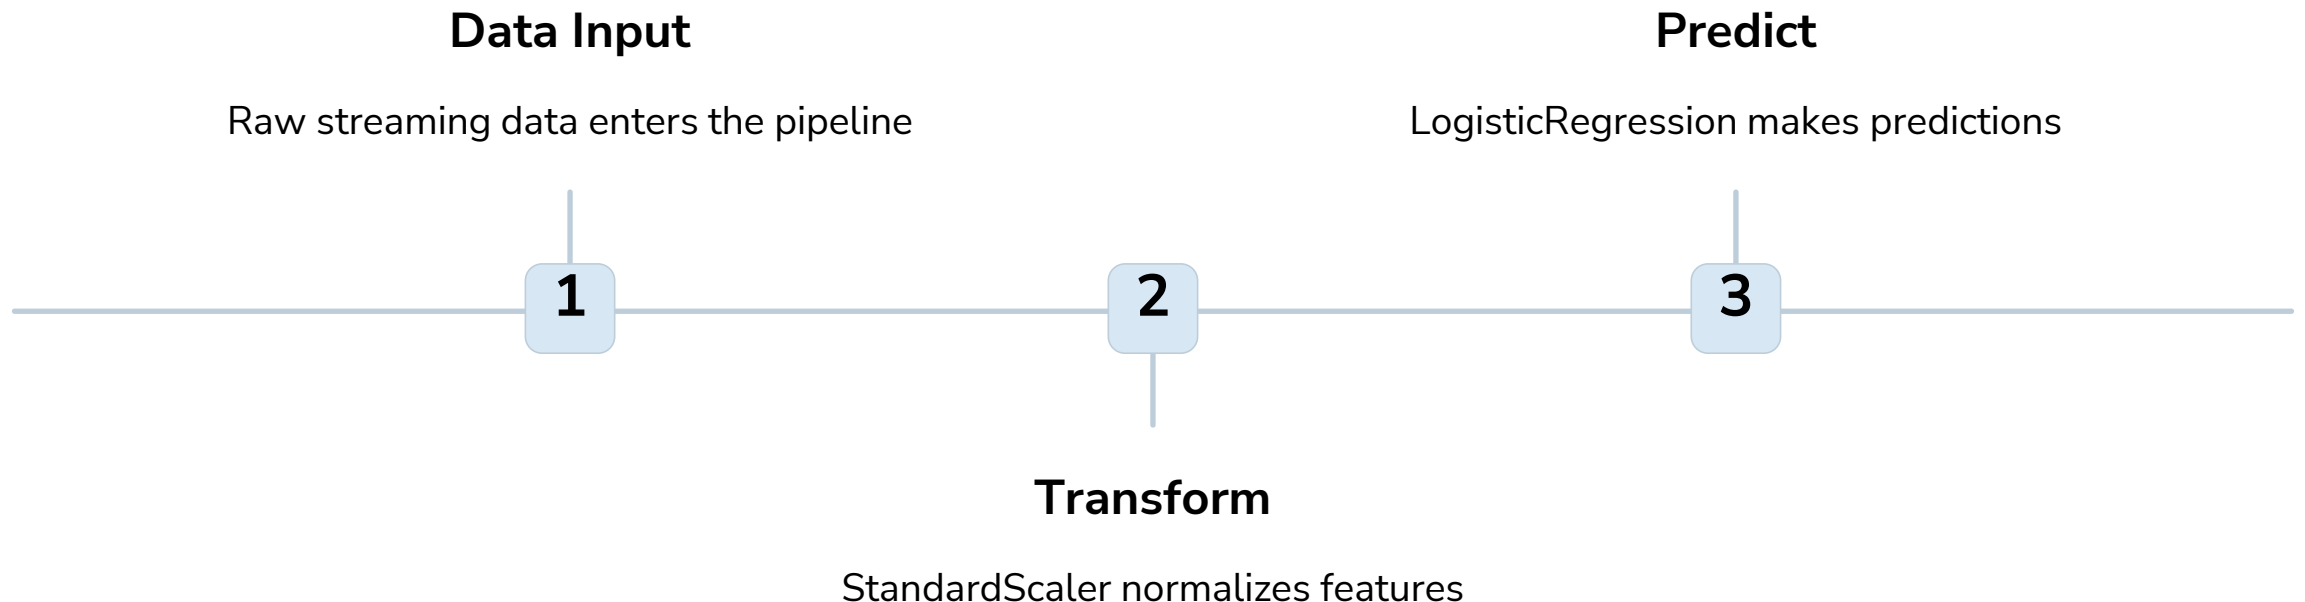 Data Input
Raw streaming data enters the pipeline
1
2
Transform
StandardScaler normalizes features
Predict
LogisticRegression makes predictions
3